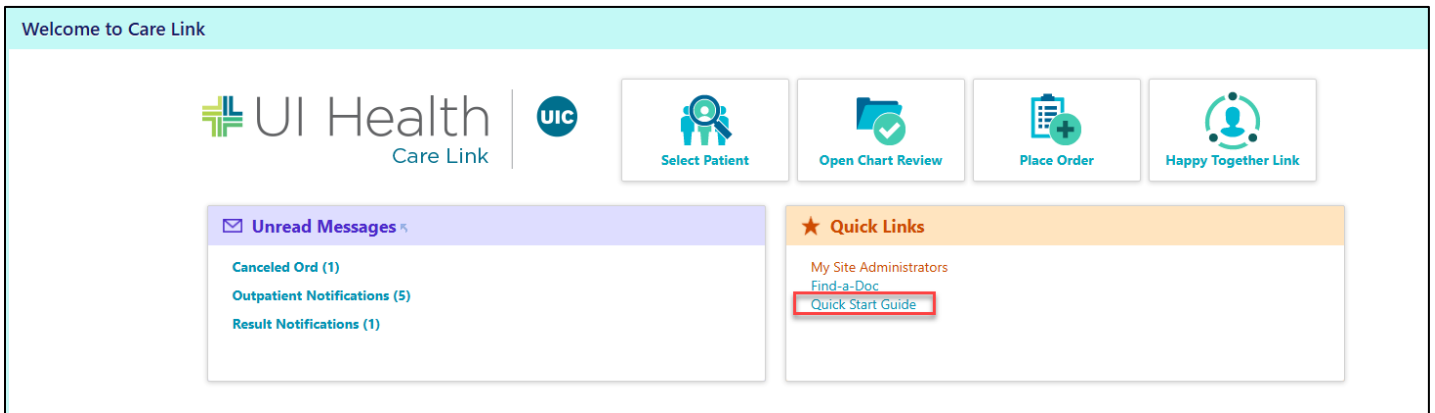 Welcome to Care Link
UI Health
Care Link
UIC
Select Patient
Open Chart Review
Place Order
Happy Together Link
Unread Messages
Canceled Ord (1)
Outpatient Notifications (5)
Result Notifications (1)
Quick Links
My Site Administrators
Find-a-Doc
Quick Start Guide